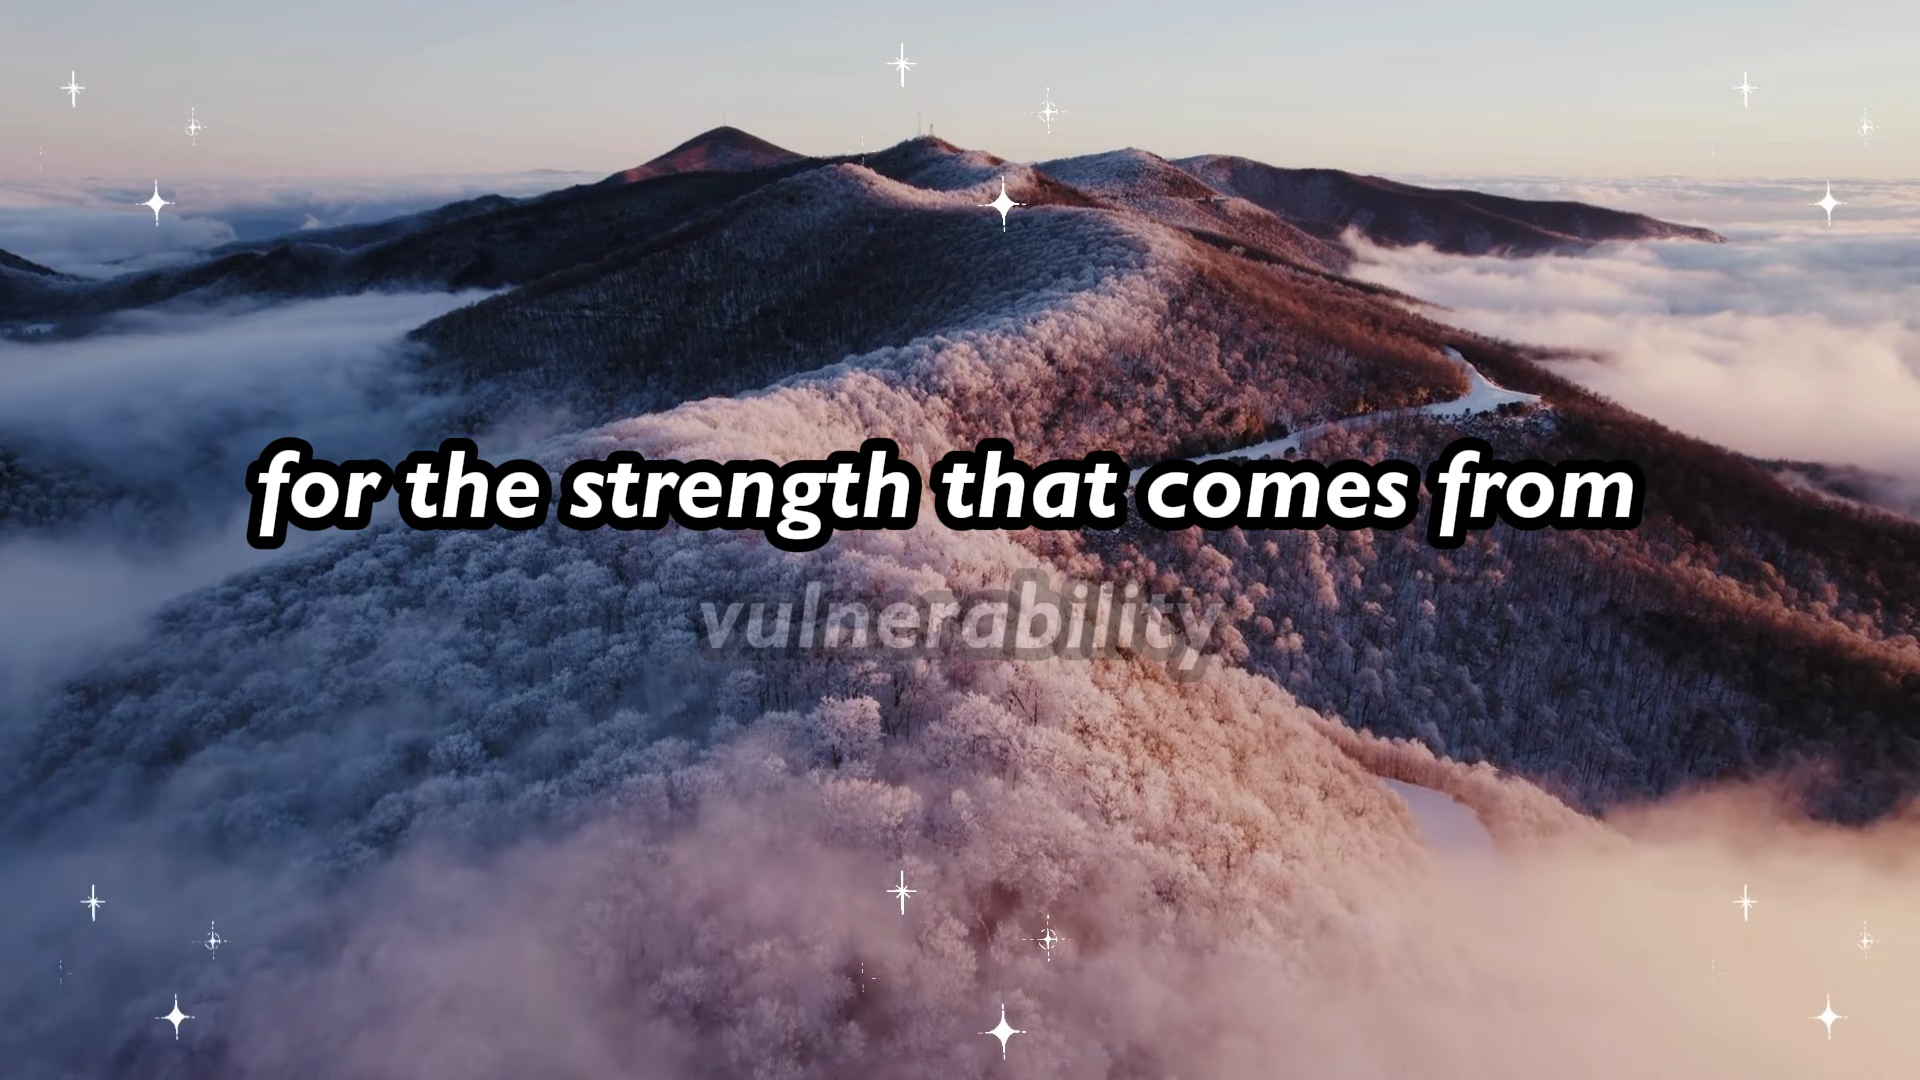 for the strength that comes from
vulnerability